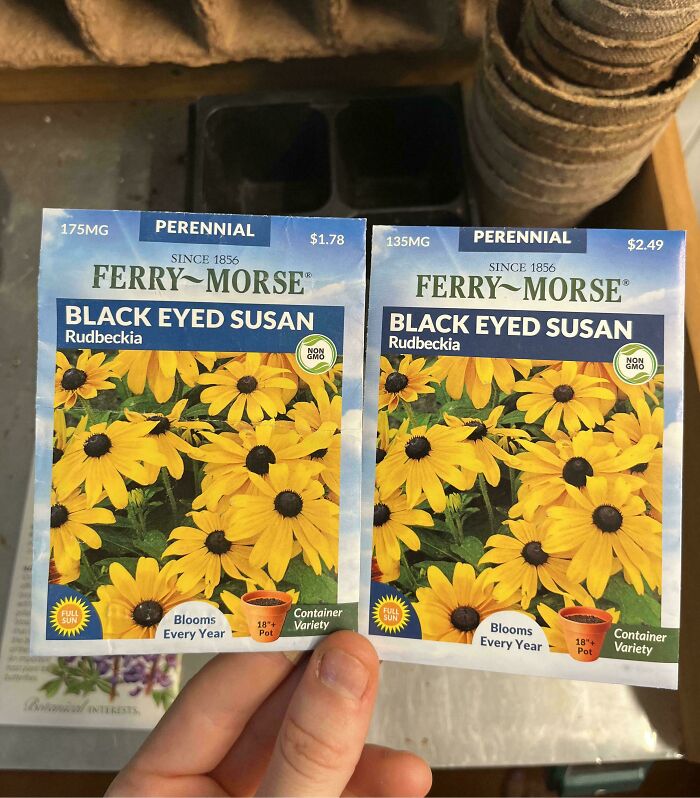 175MG
PERENNIAL
$1.78
SINCE 1856
FERRY~MORSE®
BLACK EYED SUSAN
Rudbeckia
NON
GMO
FULL
SUN
Blooms
Every Year
18"+
Pot
Container
Variety
135MG
PERENNIAL
$2.49
SINCE 1856
FERRY~MORSE®
BLACK EYED SUSAN
Rudbeckia
NON
GMO
FULL
SUN
Blooms
Every Year
18"+
Pot
Container
Variety
Botanical INTERESTS.